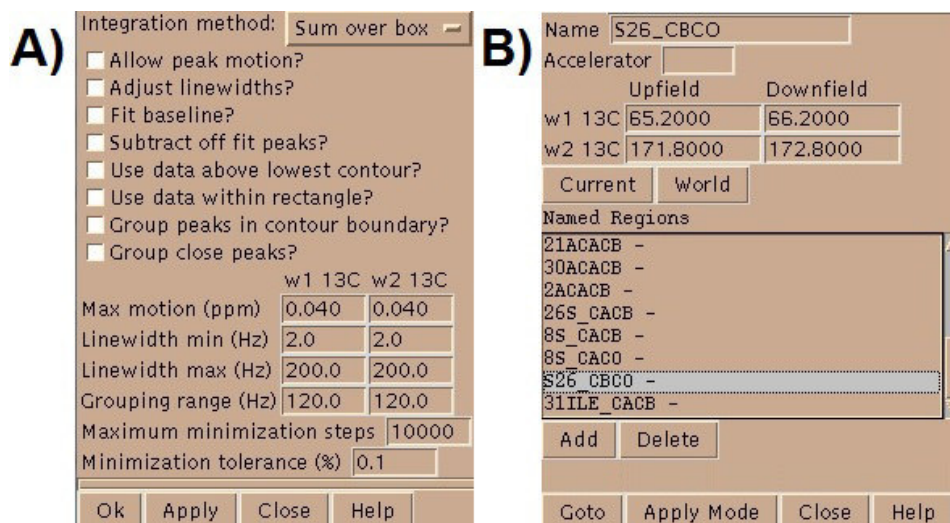 A)
Integration method: Sum over box
Allow peak motion?
Adjust linewidths?
Fit baseline?
Subtract off fit peaks?
Use data above lowest contour?
Use data within rectangle?
Group peaks in contour boundary?
Group close peaks?
w1 13C w2 13C
Max motion (ppm) 0.040 0.040
Linewidth min (Hz) 2.0 2.0
Linewidth max (Hz) 200.0 200.0
Grouping range (Hz) 120.0 120.0
Maximum minimization steps 10000
Minimization tolerance (%) 0.1
Ok Apply Close Help
B)
Name S26_CBCO
Accelerator
Upfield Downfield
w1 13C 65.2000 66.2000
w2 13C 171.8000 172.8000
Current World
Named Regions
21ACACB -
30ACACB -
2ACACB -
26S_CACB -
8S_CACB -
8S_CACO -
S26_CBCO -
31ILE_CACB -
Add Delete
Goto Apply Mode Close Help